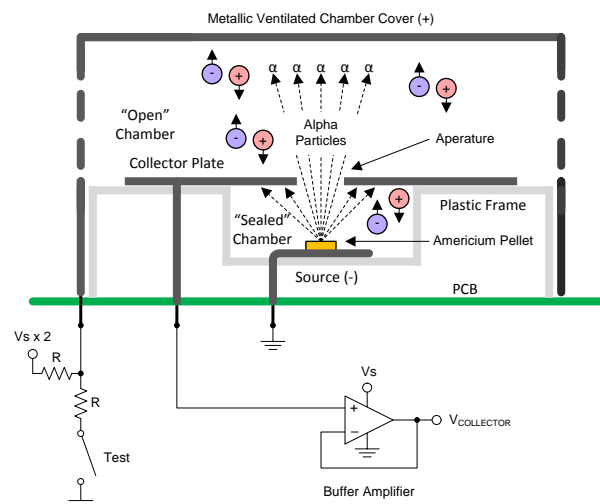 Metallic Ventilated Chamber Cover (+)
α α α α α
- +
- +
“Open”
Chamber
- +
Alpha
Particles
Aperature
Collector Plate
- +
Plastic Frame
“Sealed”
Chamber
Americium Pellet
Source (-)
PCB
Vs x 2
R
R
Test
Vs
+
−
VCOLLECTOR
Buffer Amplifier